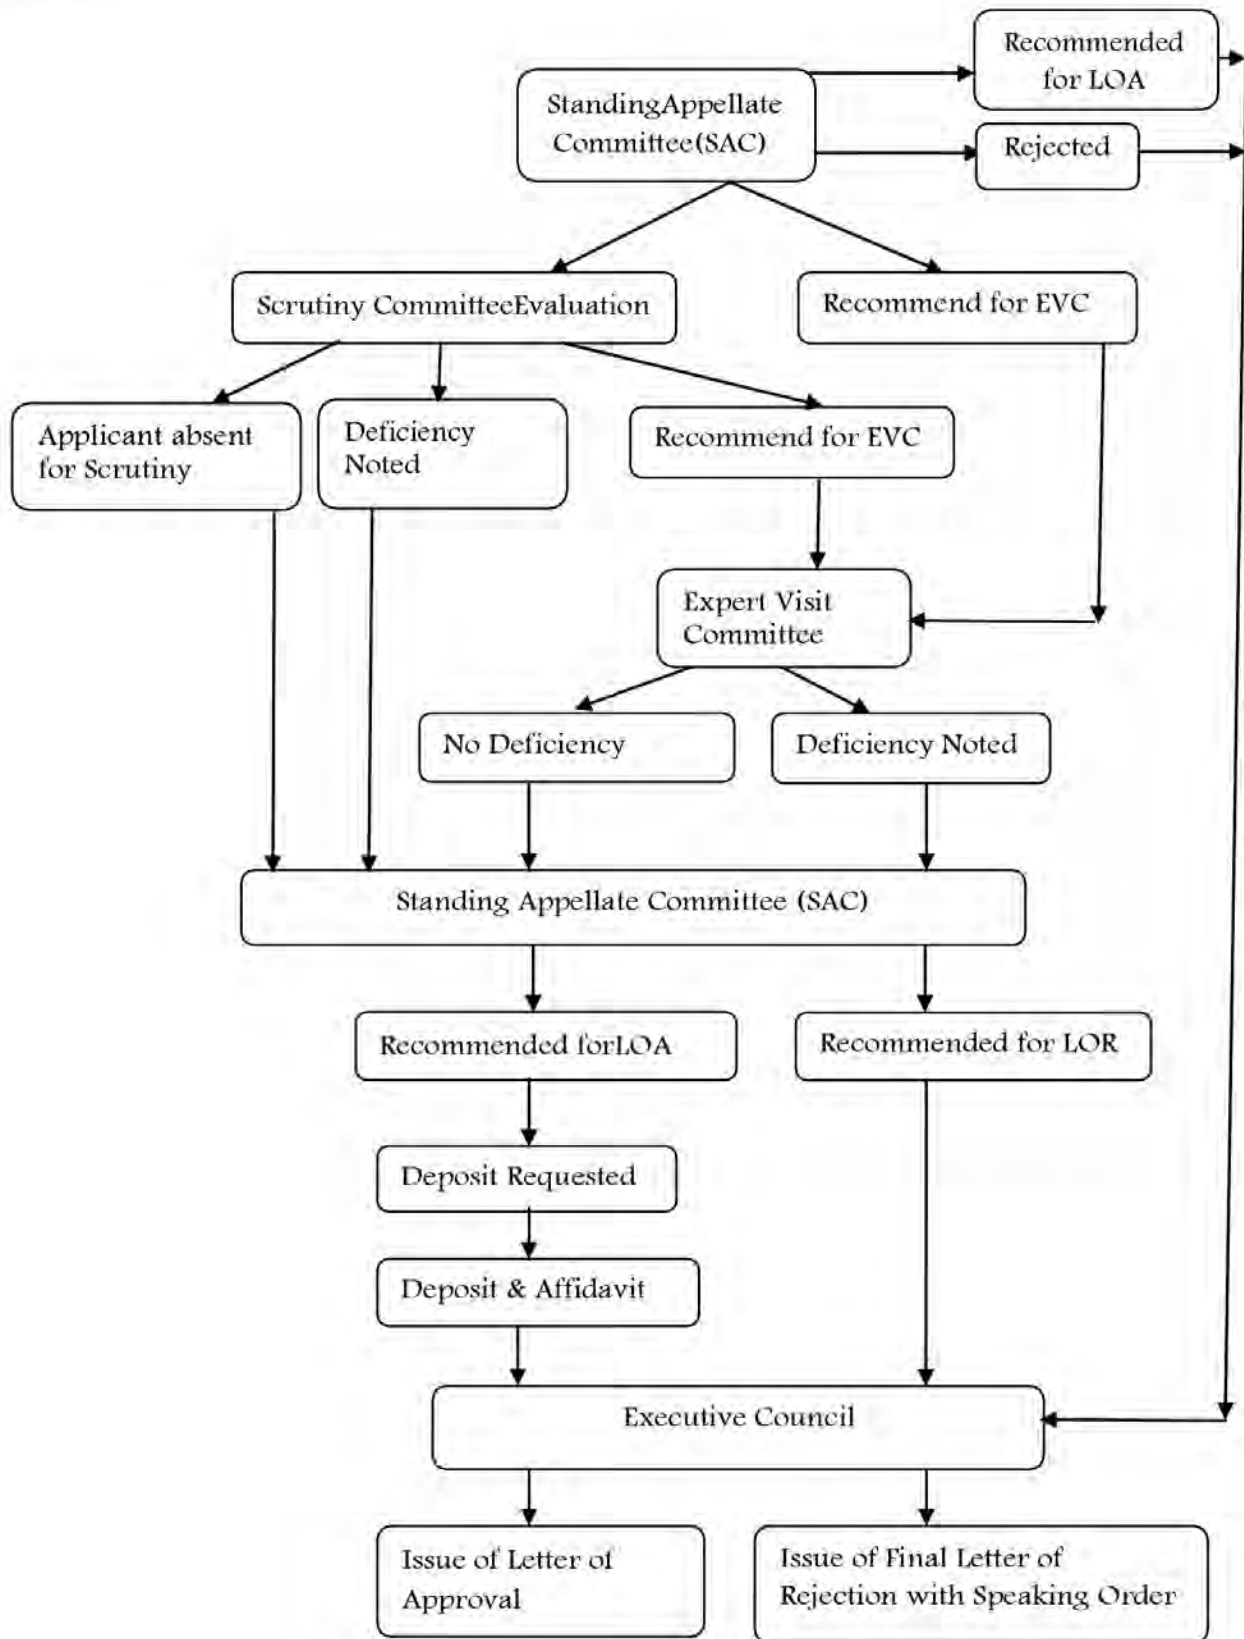 Recommended
for LOA
StandingAppellate
Committee(SAC)
Rejected
Scrutiny CommitteeEvaluation
Recommend for EVC
Applicant absent
for Scrutiny
Deficiency
Noted
Recommend for EVC
Expert Visit
Committee
No Deficiency
Deficiency Noted
Standing Appellate Committee (SAC)
Recommended forLOA
Recommended for LOR
Deposit Requested
Deposit & Affidavit
Executive Council
Issue of Letter of
Approval
Issue of Final Letter of
Rejection with Speaking Order